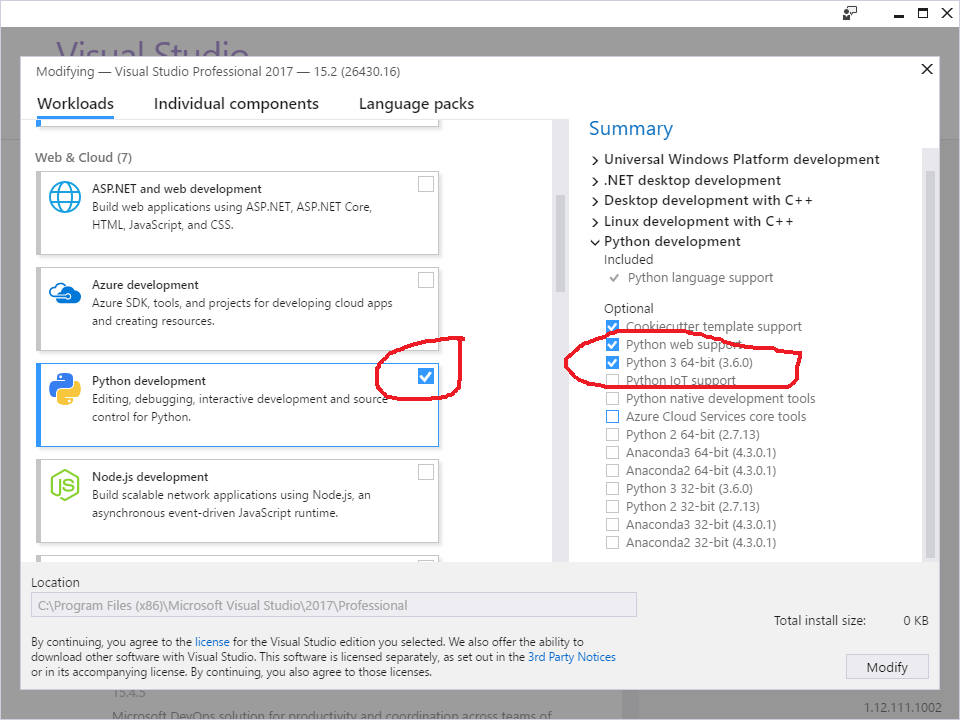 Visual Studio
Modifying — Visual Studio Professional 2017 — 15.2 (26430.16)
Workloads
Individual components
Language packs
Web & Cloud (7)
ASP.NET and web development
Build web applications using ASP.NET, ASP.NET Core,
HTML, JavaScript, and CSS.
Azure development
Azure SDK, tools, and projects for developing cloud apps
and creating resources.
Python development
Editing, debugging, interactive development and source
control for Python.
JS
Node.js development
Build scalable network applications using Node.js, an
asynchronous event-driven JavaScript runtime.
Summary
Universal Windows Platform development
.NET desktop development
Desktop development with C++
Linux development with C++
Python development
Included
Python language support
Optional
Cookiecutter template support
Python web support
Python 3 64-bit (3.6.0)
Python IoT support
Python native development tools
Azure Cloud Services core tools
Python 2 64-bit (2.7.13)
Anaconda3 64-bit (4.3.0.1)
Anaconda2 64-bit (4.3.0.1)
Python 3 32-bit (3.6.0)
Python 2 32-bit (2.7.13)
Anaconda3 32-bit (4.3.0.1)
Anaconda2 32-bit (4.3.0.1)
Location
C:\Program Files (x86)\Microsoft Visual Studio\2017\Professional
By continuing, you agree to the license for the Visual Studio edition you selected. We also offer the ability to
download other software with Visual Studio. This software is licensed separately, as set out in the 3rd Party Notices
or in its accompanying license. By continuing, you also agree to those licenses.
Total install size: 0 KB
Modify
15.4.5
Microsoft DevOps solution for productivity and coordination across teams of
1.12.111.1002